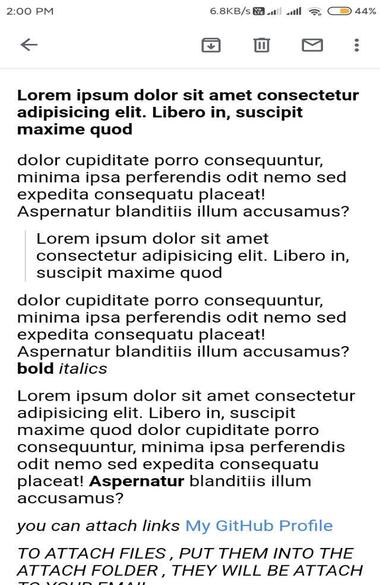 2:00 PM 6.8KB/s 44%
Lorem ipsum dolor sit amet consectetur
adipisicing elit. Libero in, suscipit
maxime quod
dolor cupiditate porro consequuntur,
minima ipsa perferendis odit nemo sed
expedita consequatu placeat!
Aspernatur blanditiis illum accusamus?
Lorem ipsum dolor sit amet
consectetur adipisicing elit. Libero in,
suscipit maxime quod
dolor cupiditate porro consequuntur,
minima ipsa perferendis odit nemo sed
expedita consequatu placeat!
Aspernatur blanditiis illum accusamus?
bold italics
Lorem ipsum dolor sit amet consectetur
adipisicing elit. Libero in, suscipit
maxime quod dolor cupiditate porro
consequuntur, minima ipsa perferendis
odit nemo sed expedita consequatu
placeat! Aspernatur blanditiis illum
accusamus?
you can attach links My GitHub Profile
TO ATTACH FILES , PUT THEM INTO THE
ATTACH FOLDER , THEY WILL BE ATTACH
TO YOUR EMAIL